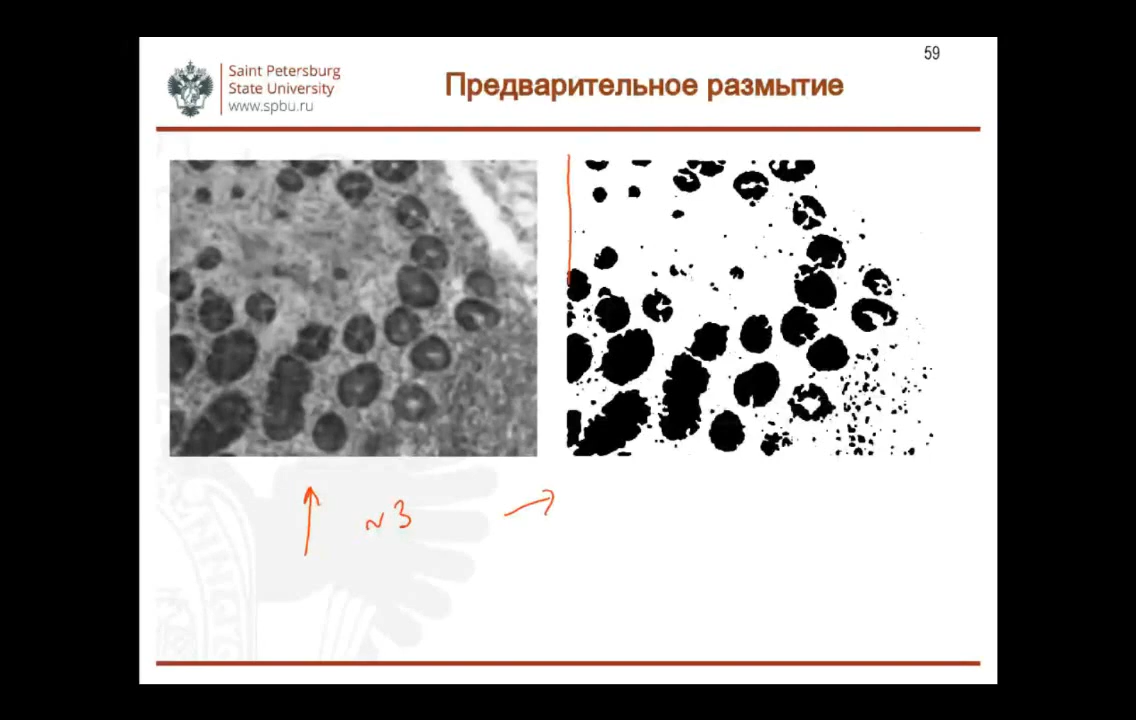 59
Saint Petersburg
State University
www.spbu.ru
Предварительное размытие
~3